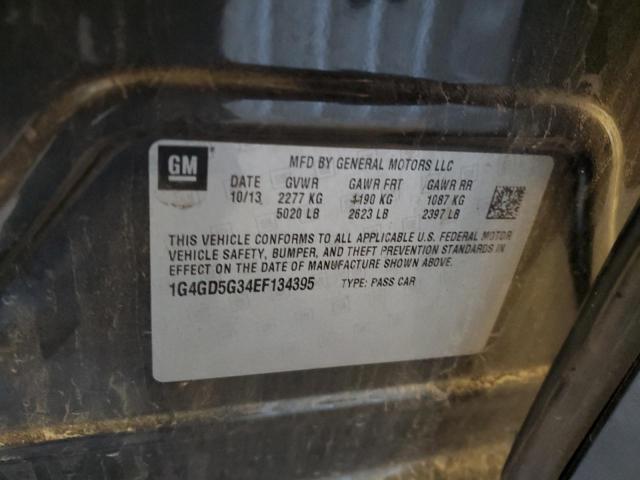 GM
MFD BY GENERAL MOTORS LLC
DATE GVWR GAWR FRT GAWR RR
10/13 2277 KG 1190 KG 1087 KG
5020 LB 2623 LB 2397 LB
THIS VEHICLE CONFORMS TO ALL APPLICABLE U.S. FEDERAL MOTOR
VEHICLE SAFETY, BUMPER, AND THEFT PREVENTION STANDARDS IN
EFFECT ON THE DATE OF MANUFACTURE SHOWN ABOVE.
1G4GD5G34EF134395 TYPE: PASS CAR